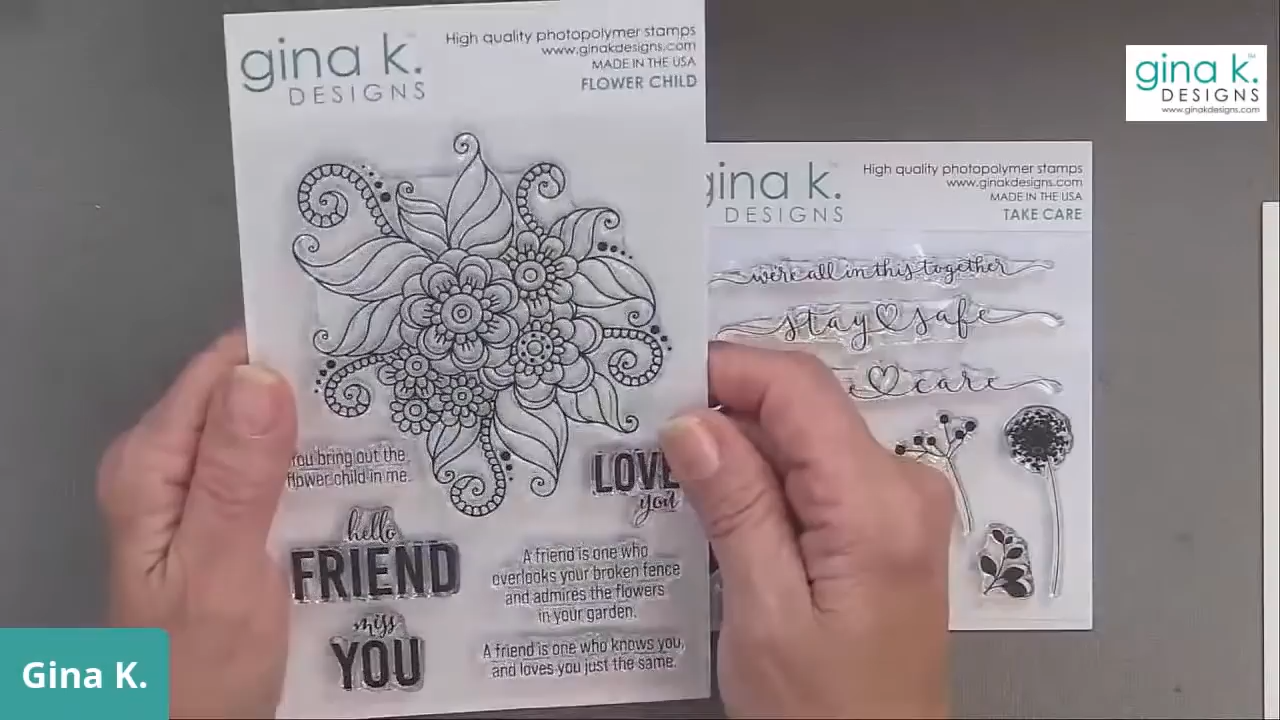 gina k.
DESIGNS
High quality photopolymer stamps
www.ginakdesigns.com
MADE IN THE USA
FLOWER CHILD
You bring out the
flower child in me.
LOVE
you
hello
FRIEND
A friend is one who
overlooks your broken fence
and admires the flowers
in your garden.
miss
YOU
A friend is one who knows you,
and loves you just the same.
gina k.
DESIGNS
High quality photopolymer stamps
www.ginakdesigns.com
MADE IN THE USA
TAKE CARE
we're all in this together
stay safe
care
gina k.
DESIGNS
www.ginakdesigns.com
Gina K.